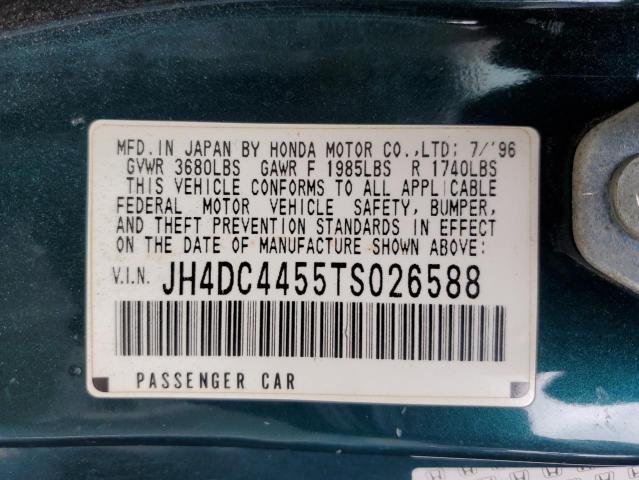 MFD.IN JAPAN BY HONDA MOTOR CO.,LTD; 7/'96
GVWR 3680LBS GAWR F 1985LBS R 1740LBS
THIS VEHICLE CONFORMS TO ALL APPLICABLE
FEDERAL MOTOR VEHICLE SAFETY, BUMPER,
AND THEFT PREVENTION STANDARDS IN EFFECT
ON THE DATE OF MANUFACTURE SHOWN ABOVE:
V.I.N. JH4DC4455TS026588
PASSENGER CAR